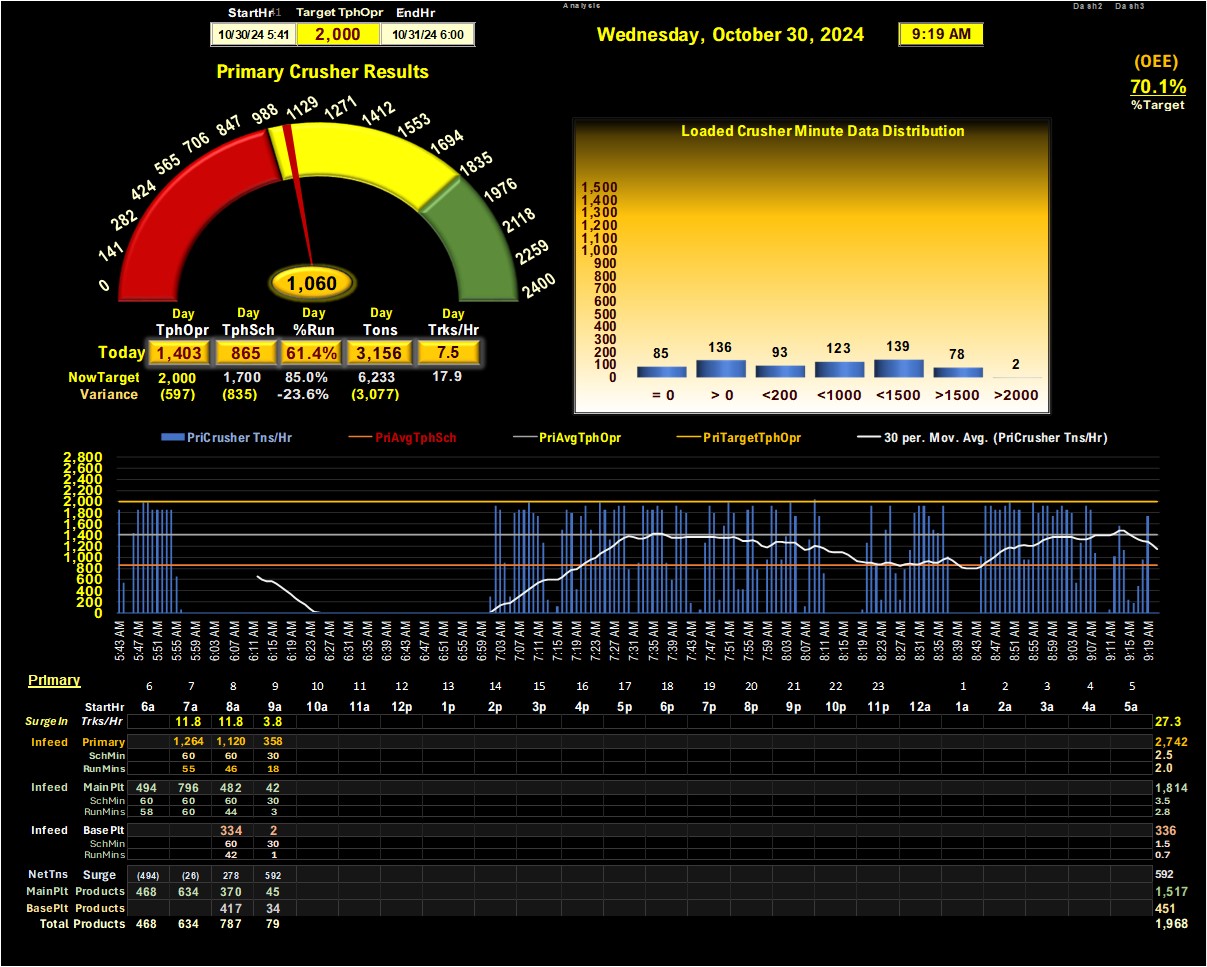 Analysis
Dash2 Dash3
StartHr Target TphOpr EndHr
10/30/24 5:41 2,000 10/31/24 6:00
Wednesday, October 30, 2024 9:19 AM
(OEE)
70.1%
%Target
Primary Crusher Results
0 141 282 424 565 706 847 988 1129 1271 1412 1553 1694 1835 1976 2118 2259 2400
1,060
Day Day Day Day Day
TphOpr TphSch %Run Tons Trks/Hr
Today 1,403 865 61.4% 3,156 7.5
NowTarget 2,000 1,700 85.0% 6,233 17.9
Variance (597) (835) -23.6% (3,077)
Loaded Crusher Minute Data Distribution
1,500
1,400
1,300
1,200
1,100
1,000
900
800
700
600
500
400
300
200
100
0
85 136 93 123 139 78 2
= 0 > 0 <200 <1000 <1500 >1500 >2000
PriCrusher Tns/Hr PriAvgTphSch PriAvgTphOpr PriTargetTphOpr 30 per. Mov. Avg. (PriCrusher Tns/Hr)
2,800
2,600
2,400
2,200
2,000
1,800
1,600
1,400
1,200
1,000
800
600
400
200
0
5:43 AM 5:47 AM 5:51 AM 5:55 AM 5:59 AM 6:03 AM 6:07 AM 6:11 AM 6:15 AM 6:19 AM 6:23 AM 6:27 AM 6:31 AM 6:35 AM 6:39 AM 6:43 AM 6:47 AM 6:51 AM 6:55 AM 6:59 AM 7:03 AM 7:07 AM 7:11 AM 7:15 AM 7:19 AM 7:23 AM 7:27 AM 7:31 AM 7:35 AM 7:39 AM 7:43 AM 7:47 AM 7:51 AM 7:55 AM 7:59 AM 8:03 AM 8:07 AM 8:11 AM 8:15 AM 8:19 AM 8:23 AM 8:27 AM 8:31 AM 8:35 AM 8:39 AM 8:43 AM 8:47 AM 8:51 AM 8:55 AM 8:59 AM 9:03 AM 9:07 AM 9:11 AM 9:15 AM 9:19 AM
Primary
6 7 8 9 10 11 12 13 14 15 16 17 18 19 20 21 22 23 1 2 3 4 5
StartHr 6a 7a 8a 9a 10a 11a 12p 1p 2p 3p 4p 5p 6p 7p 8p 9p 10p 11p 12a 1a 2a 3a 4a 5a
SurgeIn Trks/Hr 11.8 11.8 3.8 27.3
Infeed Primary 1,264 1,120 358 2,742
SchMin 60 60 30 2.5
RunMins 55 46 18 2.0
Infeed MainPlt 494 796 482 42 1,814
SchMin 60 60 60 30 3.5
RunMins 58 60 44 3 2.8
Infeed Base Plt 334 2 336
SchMin 60 30 1.5
RunMins 42 1 0.7
NetTns Surge (494) (26) 278 592 592
MainPlt Products 468 634 370 45 1,517
BasePlt Products 417 34 451
Total Products 468 634 787 79 1,968